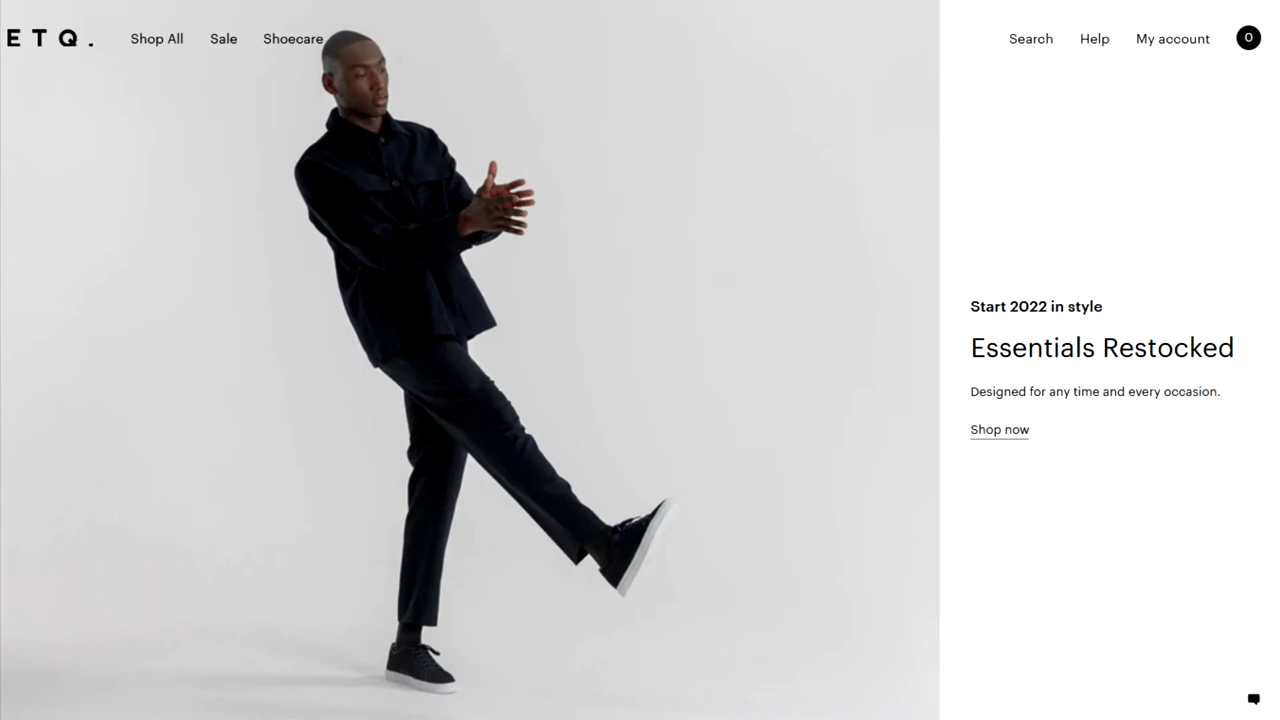 ETQ.
Shop All
Sale
Shoecare
Search
Help
My account
0
Start 2022 in style
Essentials Restocked
Designed for any time and every occasion.
Shop now